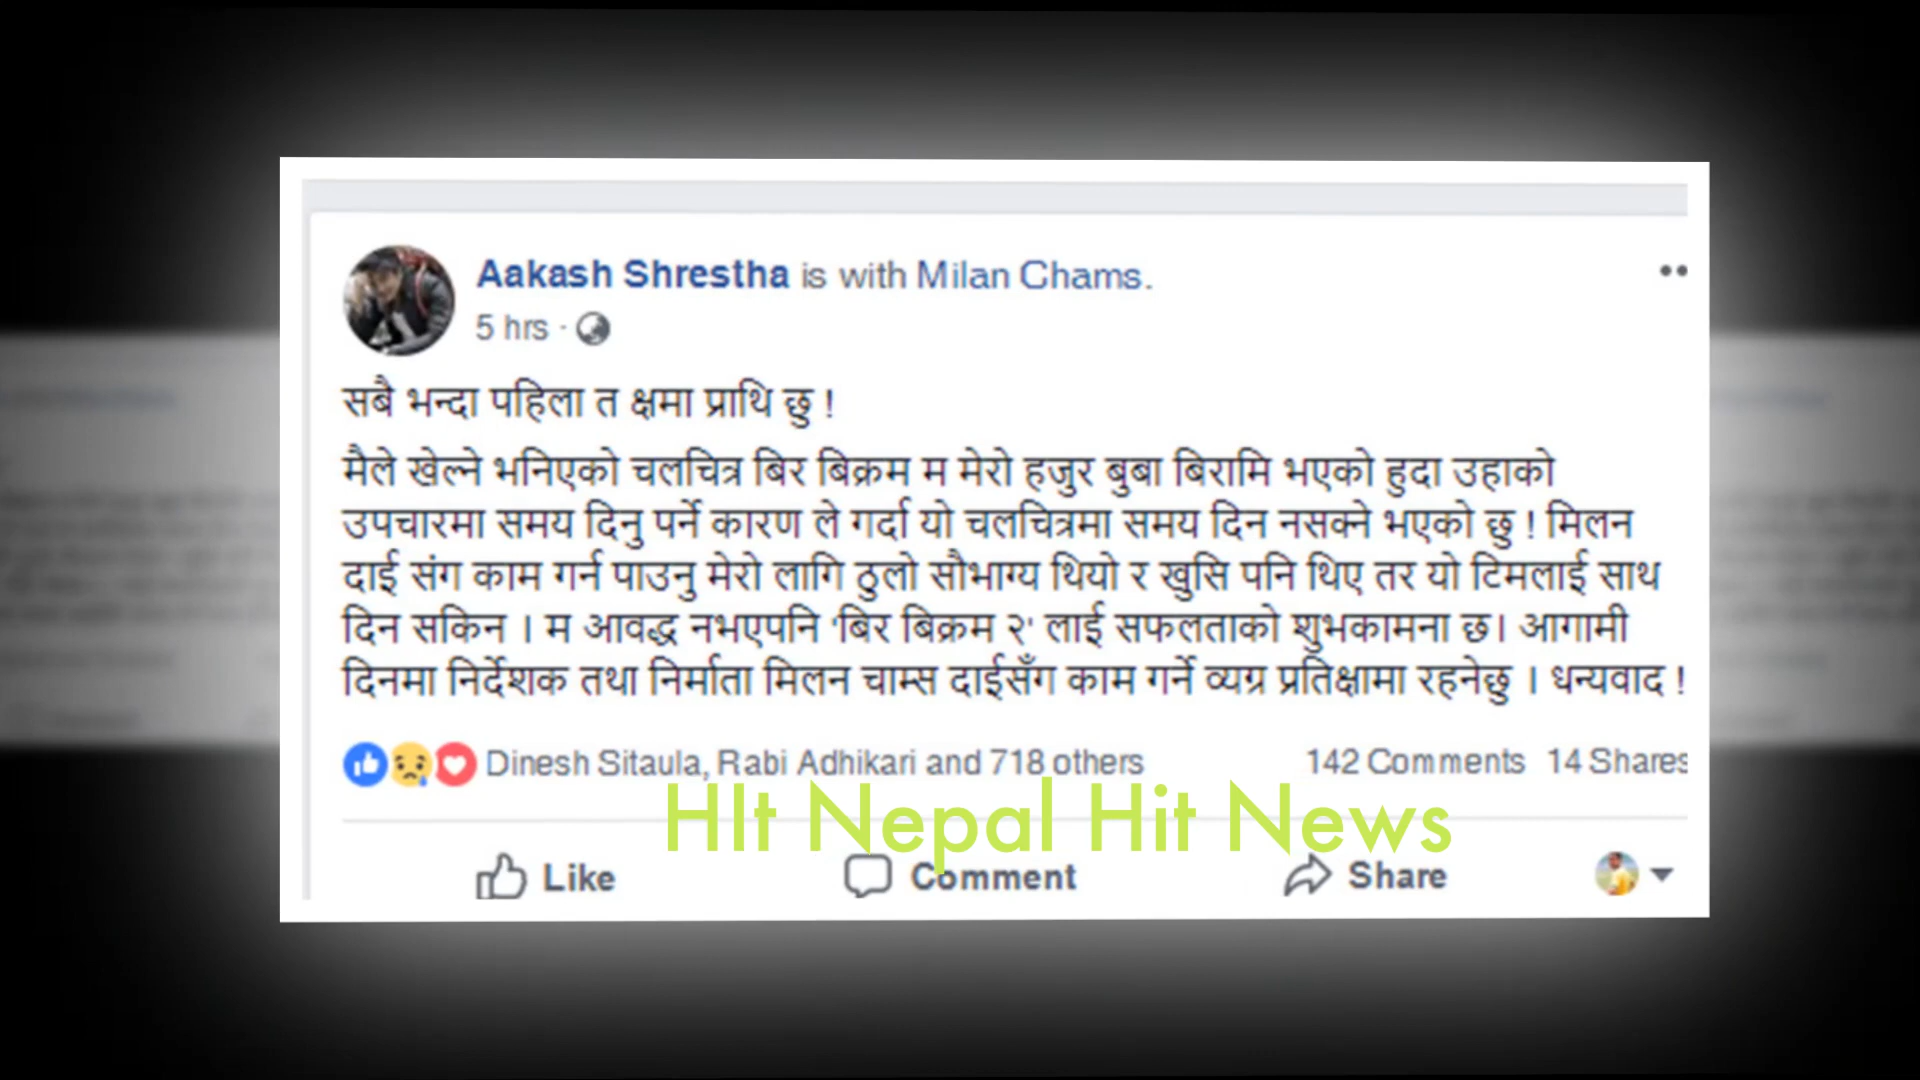 Aakash Shrestha is with Milan Chams.
5 hrs ·
सबै भन्दा पहिला त क्षमा प्राथि छु !
मैले खेल्ने भनिएको चलचित्र बिर बिक्रम म मेरो हजुर बुबा बिरामि भएको हुदा उहाको
उपचारमा समय दिनु पर्ने कारण ले गर्दा यो चलचित्रमा समय दिन नसक्ने भएको छु ! मिलन
दाई संग काम गर्न पाउनु मेरो लागि ठुलो सौभाग्य थियो र खुसि पनि थिए तर यो टिमलाई साथ
दिन सकिन । म आवद्ध नभएपनि 'बिर बिक्रम २' लाई सफलताको शुभकामना छ। आगामी
दिनमा निर्देशक तथा निर्माता मिलन चाम्स दाईसँग काम गर्ने व्यग्र प्रतिक्षामा रहनेछु । धन्यवाद !
Dinesh Sitaula, Rabi Adhikari and 718 others 142 Comments 14 Shares
HIt Nepal Hit News
Like Comment Share